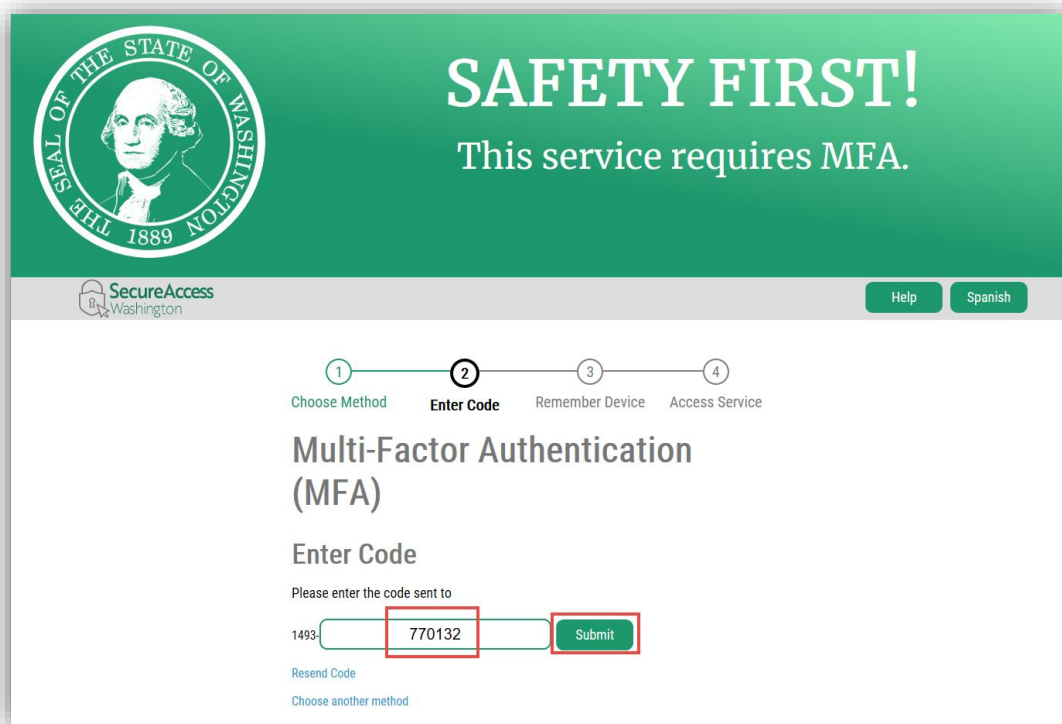 THE SEAL OF THE STATE OF WASHINGTON
1889
SAFETY FIRST!
This service requires MFA.
SecureAccess
Washington
Help
Spanish
1
2
3
4
Choose Method
Enter Code
Remember Device
Access Service
Multi-Factor Authentication
(MFA)
Enter Code
Please enter the code sent to
1493- 770132 Submit
Resend Code
Choose another method